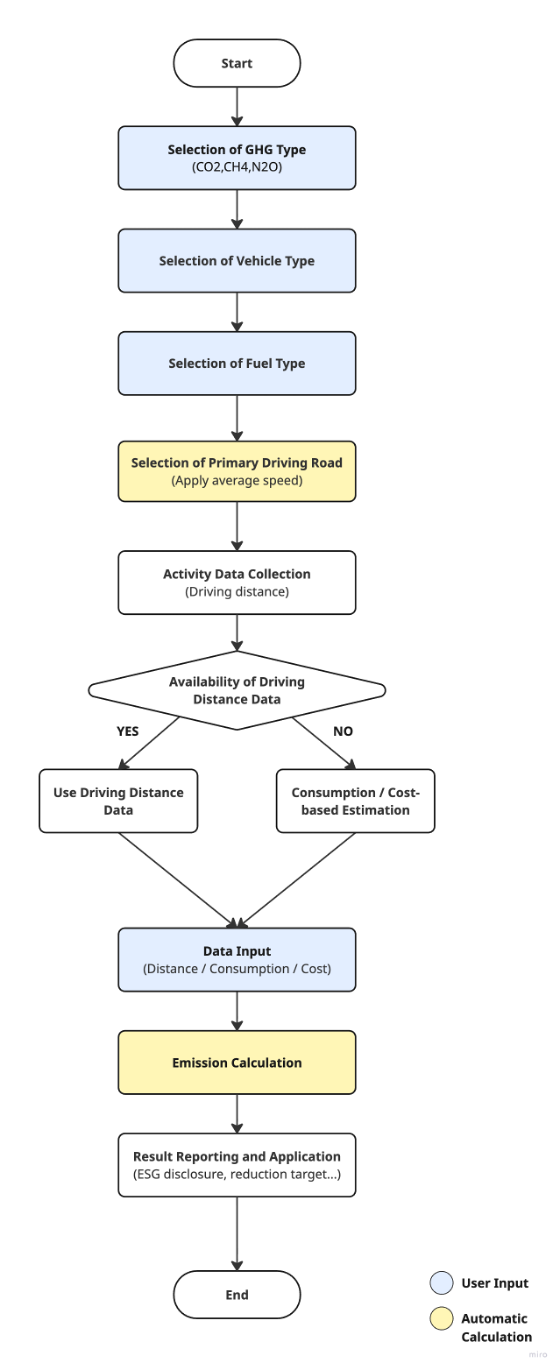 Start
Selection of GHG Type
(CO2,CH4,N2O)
Selection of Vehicle Type
Selection of Fuel Type
Selection of Primary Driving Road
(Apply average speed)
Activity Data Collection
(Driving distance)
Availability of Driving
Distance Data
YES
NO
Use Driving Distance
Data
Consumption / Cost-
based Estimation
Data Input
(Distance / Consumption / Cost)
Emission Calculation
Result Reporting and Application
(ESG disclosure, reduction target...)
End
User Input
Automatic
Calculation
miro